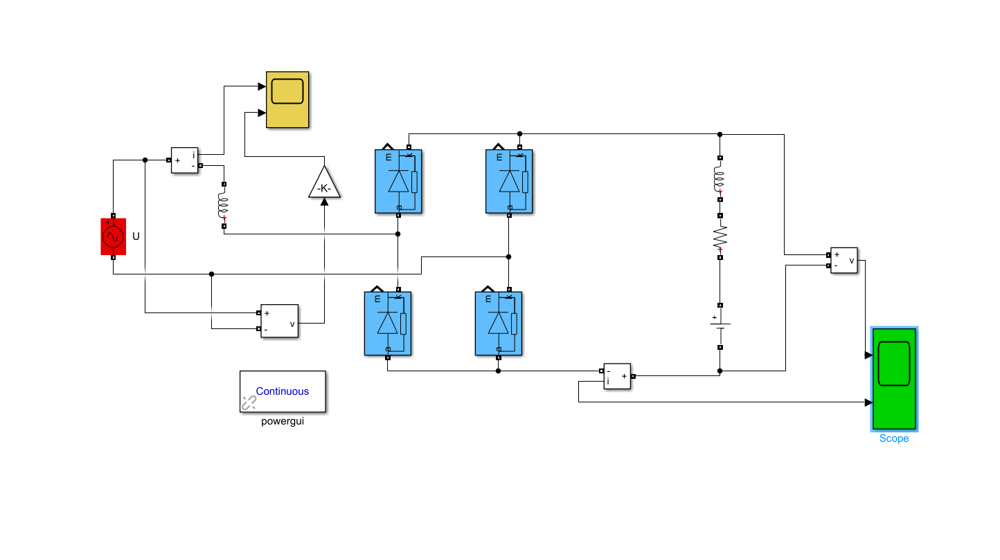 i
+
-
-K-
m
k
m
k
a
a
U
+
-
v
m
k
m
k
+
+
-
v
a
a
-
i
+
Continuous
powergui
Scope